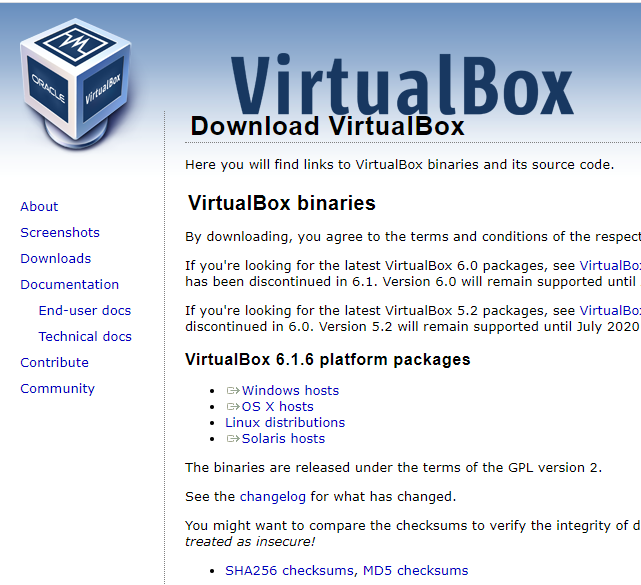 ORACLE
VirtualBox
VirtualBox
Download VirtualBox
Here you will find links to VirtualBox binaries and its source code.
About
Screenshots
Downloads
Documentation
End-user docs
Technical docs
Contribute
Community
VirtualBox binaries
By downloading, you agree to the terms and conditions of the respect
If you're looking for the latest VirtualBox 6.0 packages, see VirtualBo
has been discontinued in 6.1. Version 6.0 will remain supported until
If you're looking for the latest VirtualBox 5.2 packages, see VirtualBo
discontinued in 6.0. Version 5.2 will remain supported until July 2020
VirtualBox 6.1.6 platform packages
Windows hosts
OS X hosts
Linux distributions
Solaris hosts
The binaries are released under the terms of the GPL version 2.
See the changelog for what has changed.
You might want to compare the checksums to verify the integrity of d
treated as insecure!
SHA256 checksums, MD5 checksums